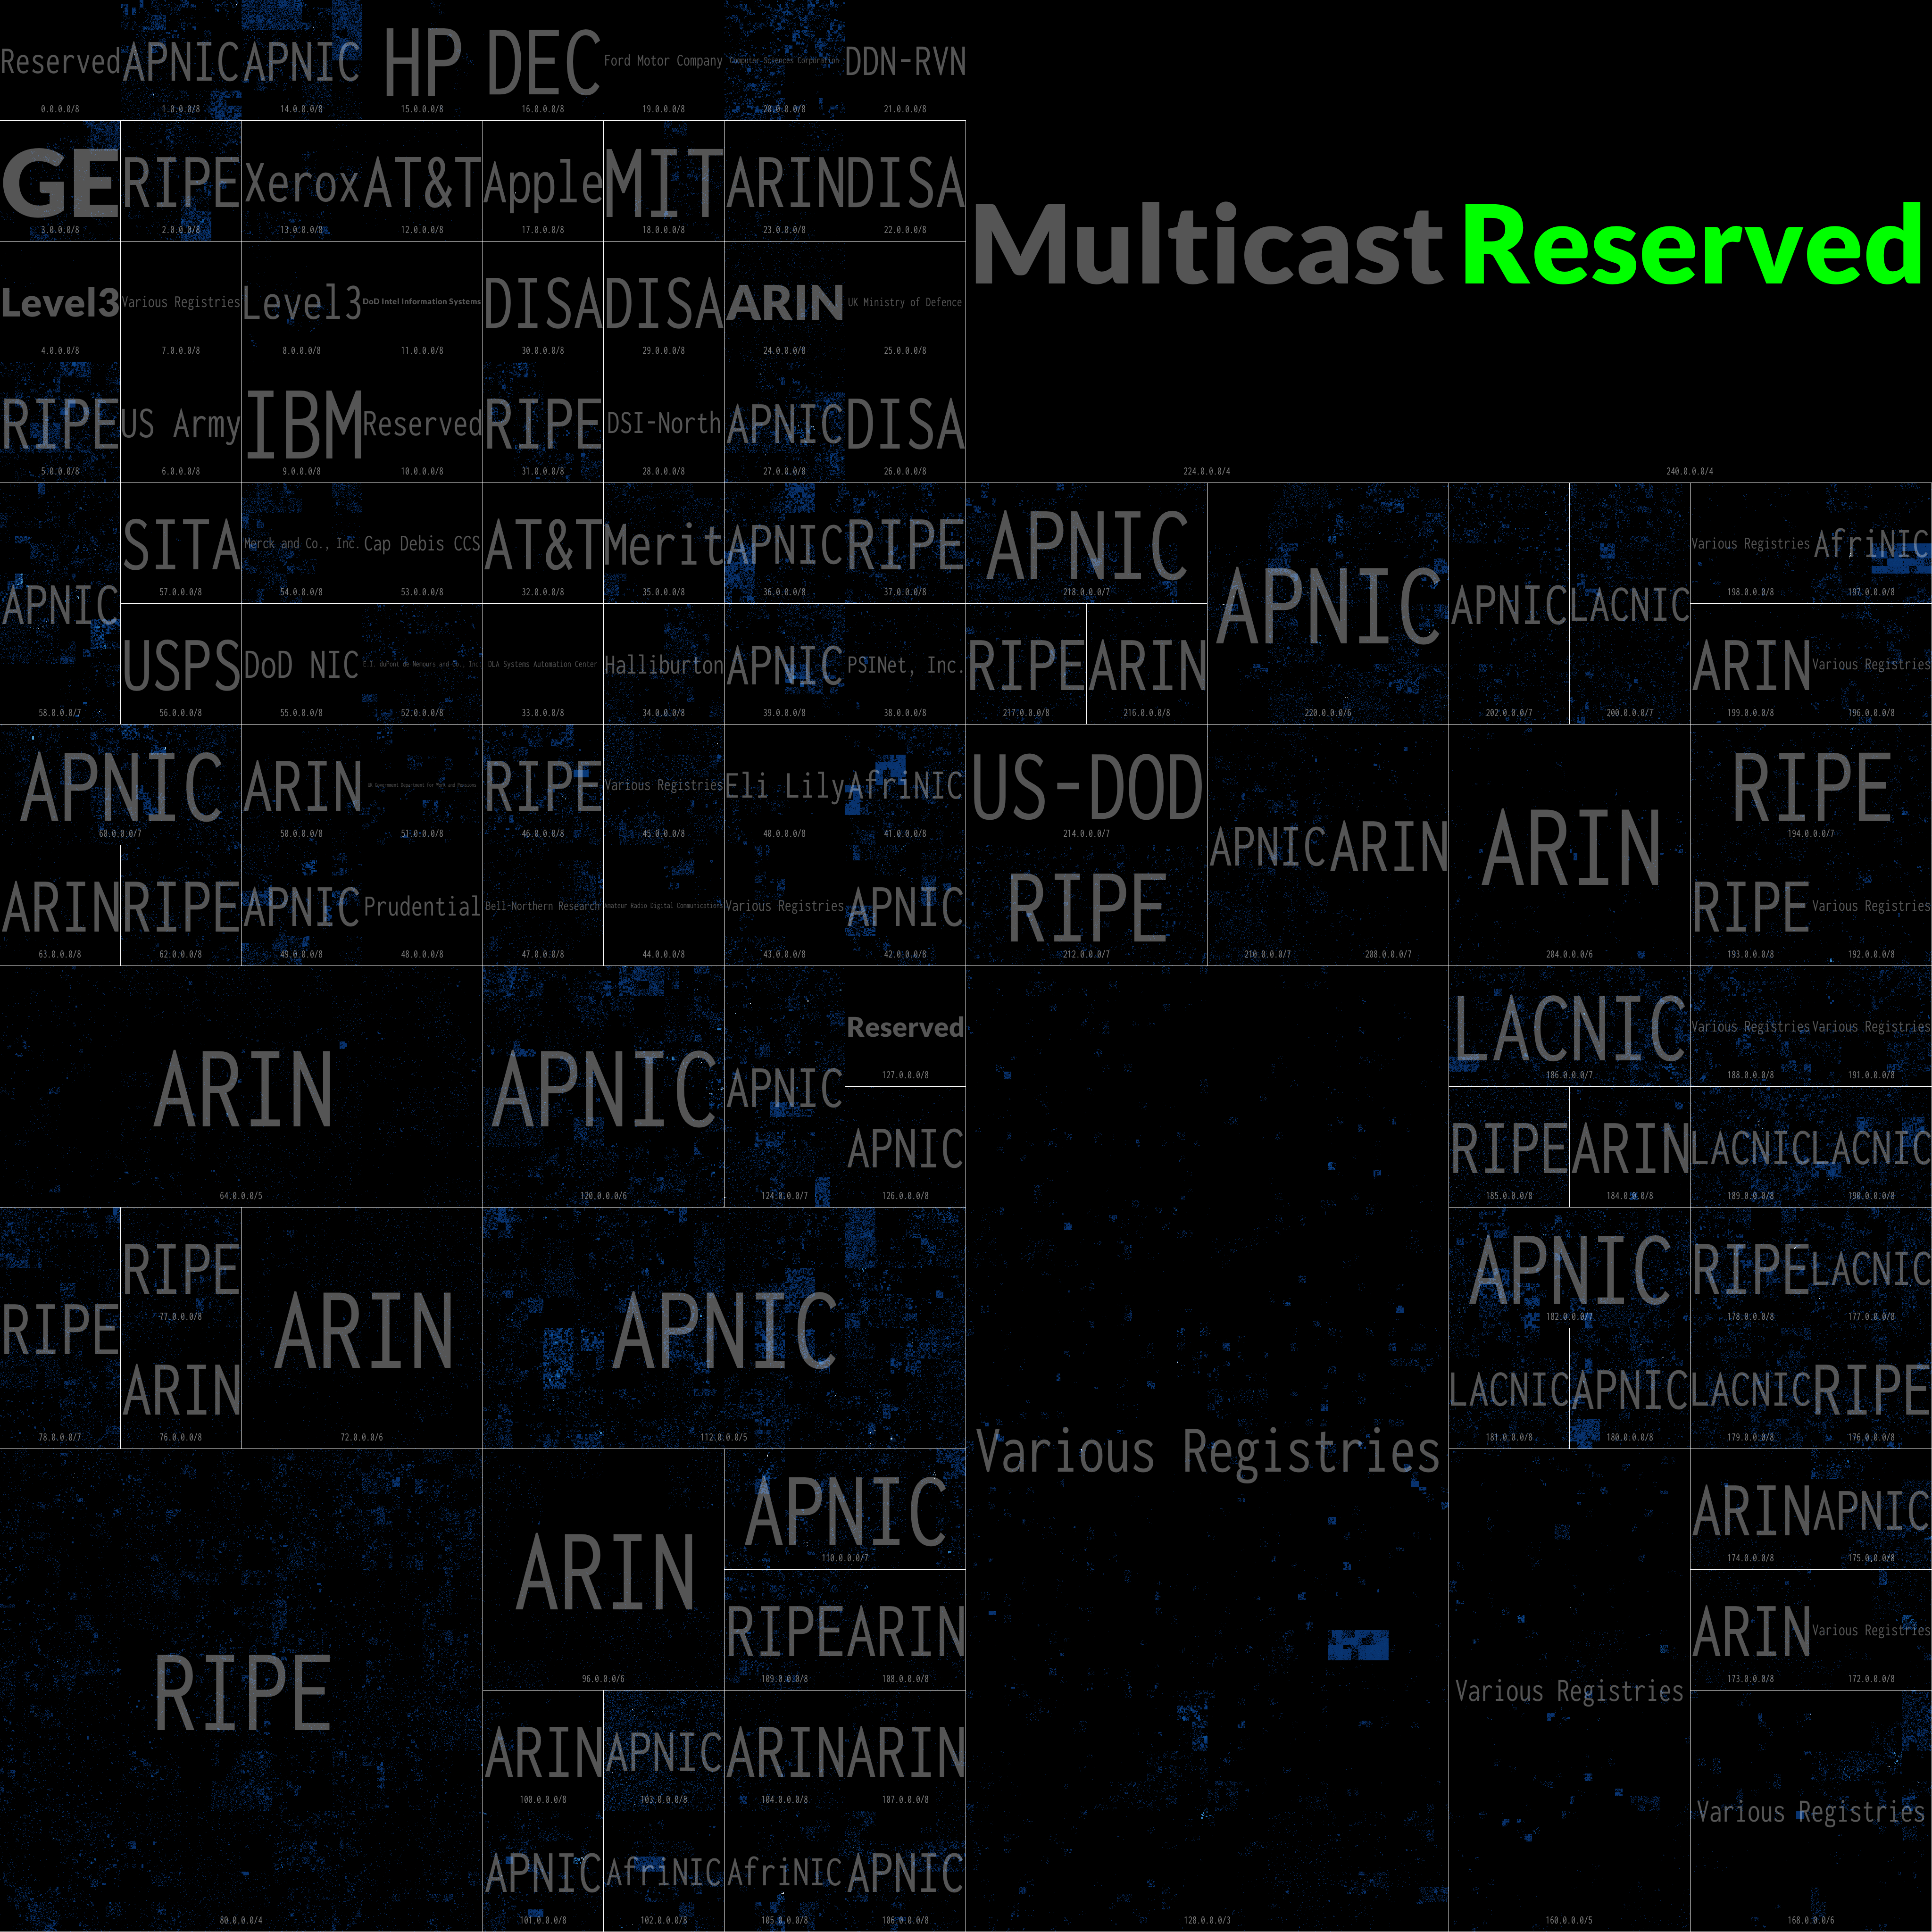 Reserved
0.0.0.0/8
APNIC
1.0.0.0/8
APNIC
14.0.0.0/8
HP
15.0.0.0/8
DEC
16.0.0.0/8
Ford Motor Company
19.0.0.0/8
Computer Sciences Corporation
20.0.0.0/8
DDN-RVN
21.0.0.0/8
GE
3.0.0.0/8
RIPE
2.0.0.0/8
Xerox
13.0.0.0/8
AT&T
12.0.0.0/8
Apple
17.0.0.0/8
MIT
18.0.0.0/8
ARIN
23.0.0.0/8
DISA
22.0.0.0/8
Multicast
224.0.0.0/4
Reserved
240.0.0.0/4
Level3
4.0.0.0/8
Various Registries
7.0.0.0/8
Level3
8.0.0.0/8
DoD Intel Information Systems
11.0.0.0/8
DISA
30.0.0.0/8
DISA
29.0.0.0/8
ARIN
24.0.0.0/8
UK Ministry of Defence
25.0.0.0/8
RIPE
5.0.0.0/8
US Army
6.0.0.0/8
IBM
9.0.0.0/8
Reserved
10.0.0.0/8
RIPE
31.0.0.0/8
DSI-North
28.0.0.0/8
APNIC
27.0.0.0/8
DISA
26.0.0.0/8
APNIC
58.0.0.0/7
SITA
57.0.0.0/8
Merck and Co., Inc.
54.0.0.0/8
Cap Debis CCS
53.0.0.0/8
AT&T
32.0.0.0/8
Merit
35.0.0.0/8
APNIC
36.0.0.0/8
RIPE
37.0.0.0/8
APNIC
218.0.0.0/7
APNIC
220.0.0.0/6
APNIC
202.0.0.0/7
LACNIC
200.0.0.0/7
Various Registries
198.0.0.0/8
AfriNIC
197.0.0.0/8
USPS
56.0.0.0/8
DoD NIC
55.0.0.0/8
E.I. duPont de Nemours and Co., Inc.
52.0.0.0/8
DLA Systems Automation Center
33.0.0.0/8
Halliburton
34.0.0.0/8
APNIC
39.0.0.0/8
PSINet, Inc.
38.0.0.0/8
RIPE
217.0.0.0/8
ARIN
216.0.0.0/8
ARIN
199.0.0.0/8
Various Registries
196.0.0.0/8
APNIC
60.0.0.0/7
ARIN
50.0.0.0/8
UK Government Department for Work and Pensions
51.0.0.0/8
RIPE
46.0.0.0/8
Various Registries
45.0.0.0/8
Eli Lily
40.0.0.0/8
AfriNIC
41.0.0.0/8
US-DOD
214.0.0.0/7
APNIC
210.0.0.0/7
ARIN
208.0.0.0/7
ARIN
204.0.0.0/6
RIPE
194.0.0.0/7
ARIN
63.0.0.0/8
RIPE
62.0.0.0/8
APNIC
49.0.0.0/8
Prudential
48.0.0.0/8
Bell-Northern Research
47.0.0.0/8
Amateur Radio Digital Communications
44.0.0.0/8
Various Registries
43.0.0.0/8
APNIC
42.0.0.0/8
RIPE
212.0.0.0/7
RIPE
193.0.0.0/8
Various Registries
192.0.0.0/8
ARIN
64.0.0.0/5
APNIC
120.0.0.0/6
APNIC
124.0.0.0/7
Reserved
127.0.0.0/8
APNIC
126.0.0.0/8
LACNIC
186.0.0.0/7
Various Registries
188.0.0.0/8
Various Registries
191.0.0.0/8
RIPE
185.0.0.0/8
ARIN
184.0.0.0/8
LACNIC
189.0.0.0/8
LACNIC
190.0.0.0/8
RIPE
78.0.0.0/7
RIPE
77.0.0.0/8
ARIN
76.0.0.0/8
ARIN
72.0.0.0/6
APNIC
112.0.0.0/5
Various Registries
128.0.0.0/3
APNIC
182.0.0.0/7
RIPE
178.0.0.0/8
LACNIC
177.0.0.0/8
LACNIC
181.0.0.0/8
APNIC
180.0.0.0/8
LACNIC
179.0.0.0/8
RIPE
176.0.0.0/8
RIPE
80.0.0.0/4
ARIN
96.0.0.0/6
APNIC
110.0.0.0/7
RIPE
109.0.0.0/8
ARIN
108.0.0.0/8
Various Registries
160.0.0.0/5
ARIN
174.0.0.0/8
APNIC
175.0.0.0/8
ARIN
173.0.0.0/8
Various Registries
172.0.0.0/8
ARIN
100.0.0.0/8
APNIC
103.0.0.0/8
ARIN
104.0.0.0/8
ARIN
107.0.0.0/8
Various Registries
168.0.0.0/6
APNIC
101.0.0.0/8
AfriNIC
102.0.0.0/8
AfriNIC
105.0.0.0/8
APNIC
106.0.0.0/8